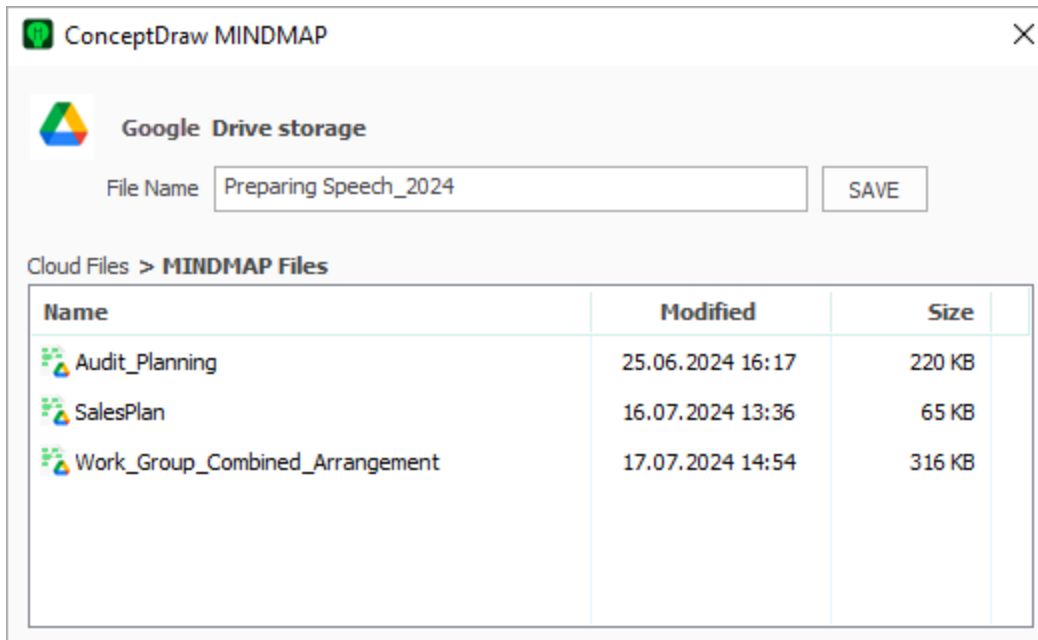 ConceptDraw MINDMAP
Google Drive storage
File Name Preparing Speech_2024 SAVE
Cloud Files > MINDMAP Files
Name Modified Size
Audit_Planning 25.06.2024 16:17 220 KB
SalesPlan 16.07.2024 13:36 65 KB
Work_Group_Combined_Arrangement 17.07.2024 14:54 316 KB